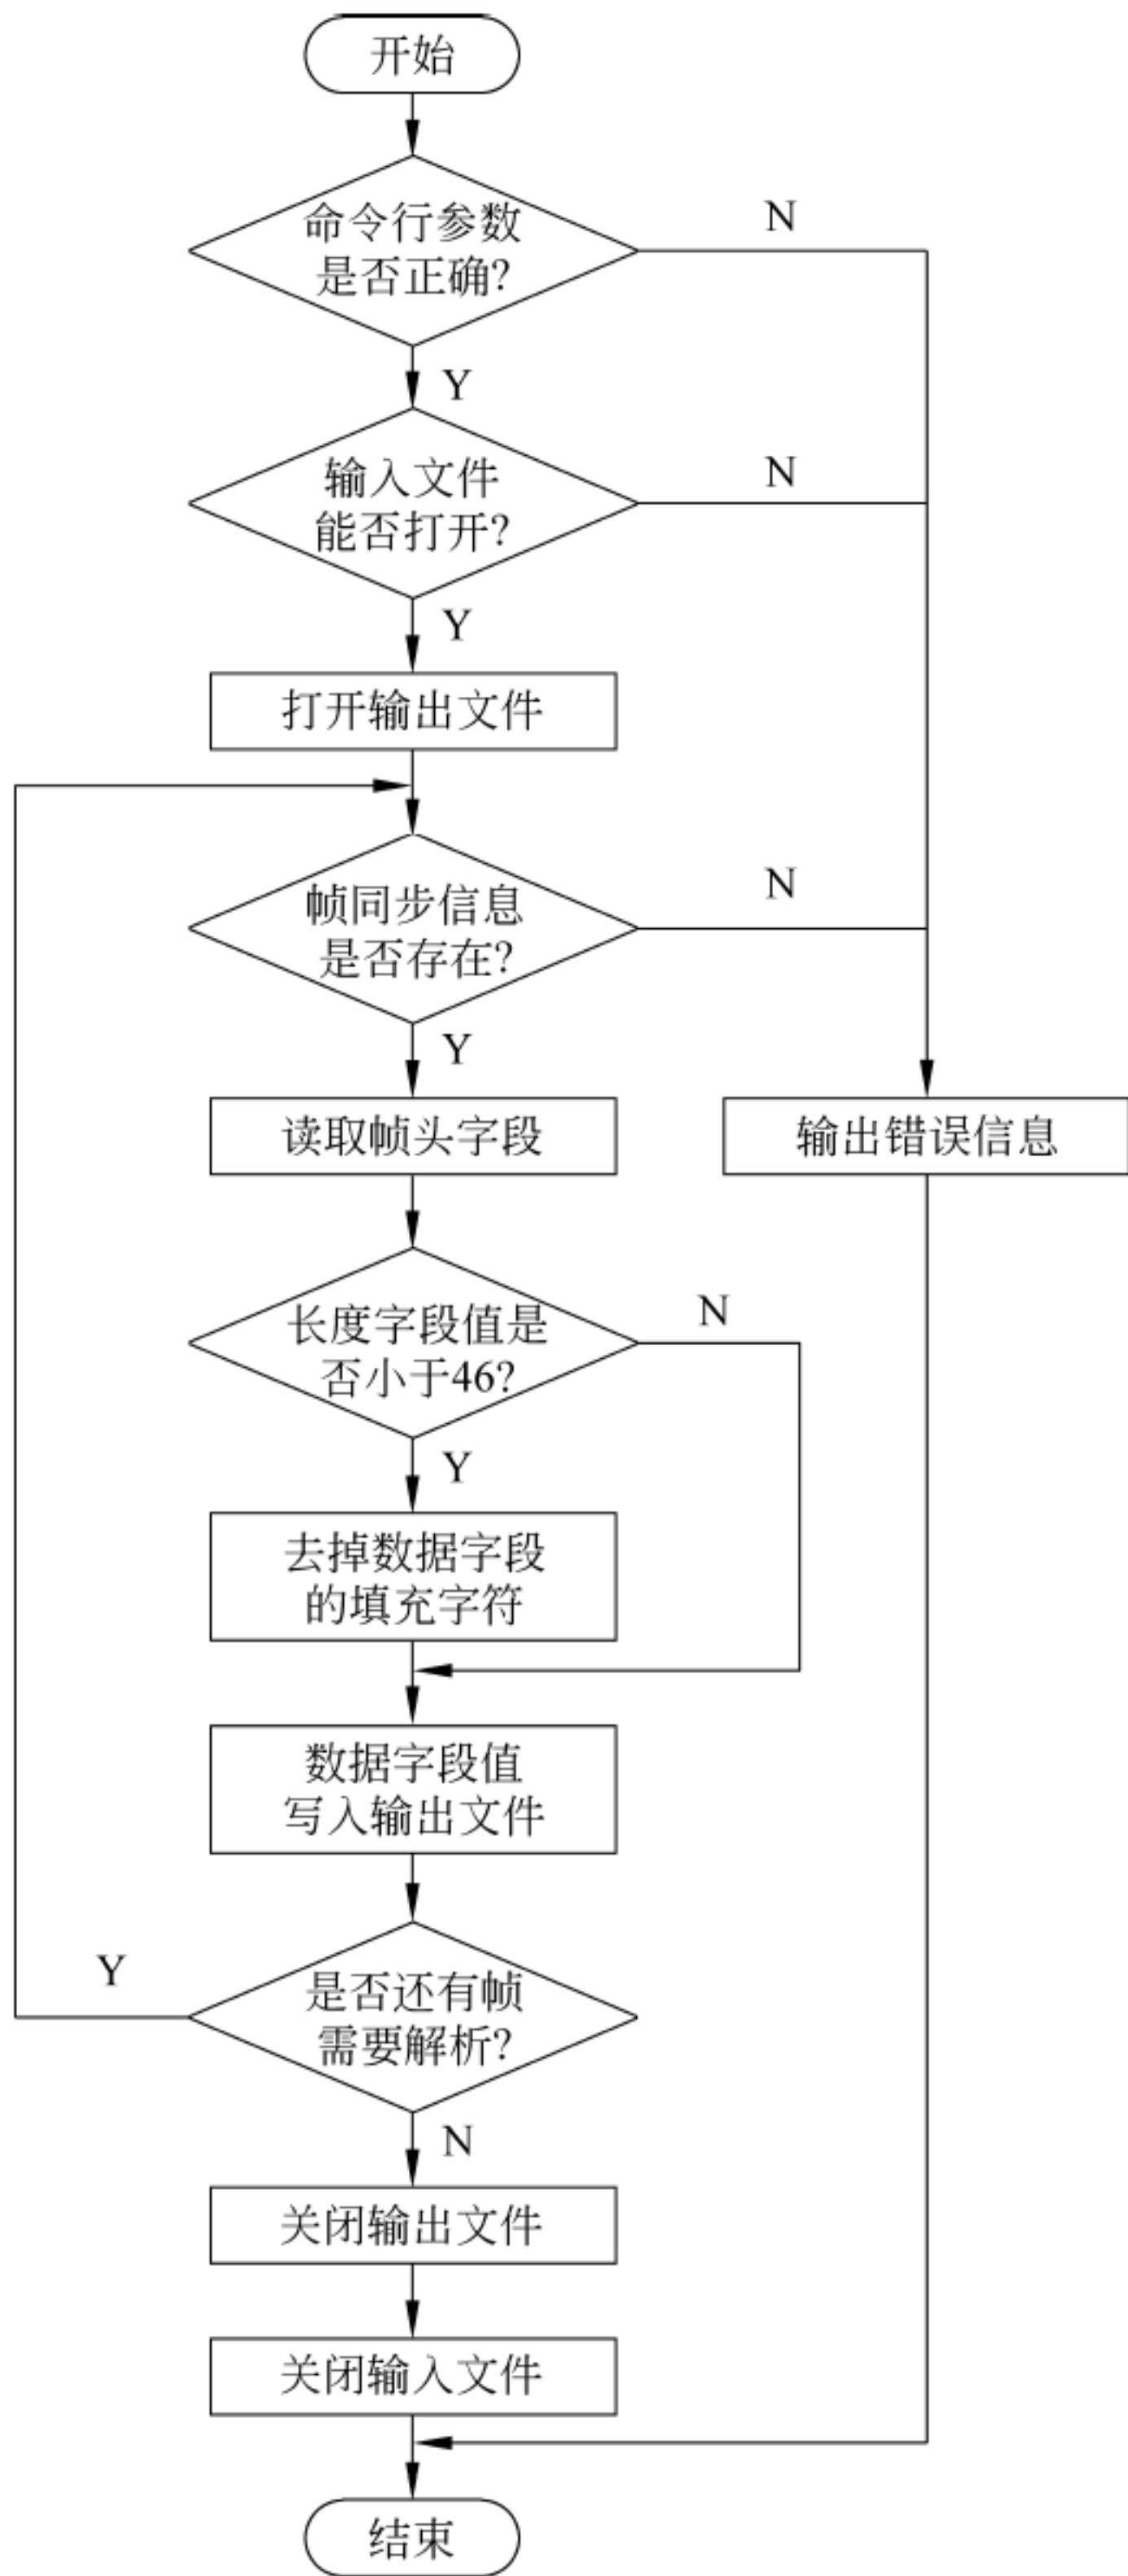 开始
命令行参数
是否正确?
N
Y
输入文件
能否打开?
N
Y
打开输出文件
帧同步信息
是否存在?
N
Y
读取帧头字段
输出错误信息
长度字段值是
否小于46?
N
Y
去掉数据字段
的填充字符
数据字段值
写入输出文件
Y
是否还有帧
需要解析?
N
关闭输出文件
关闭输入文件
结束